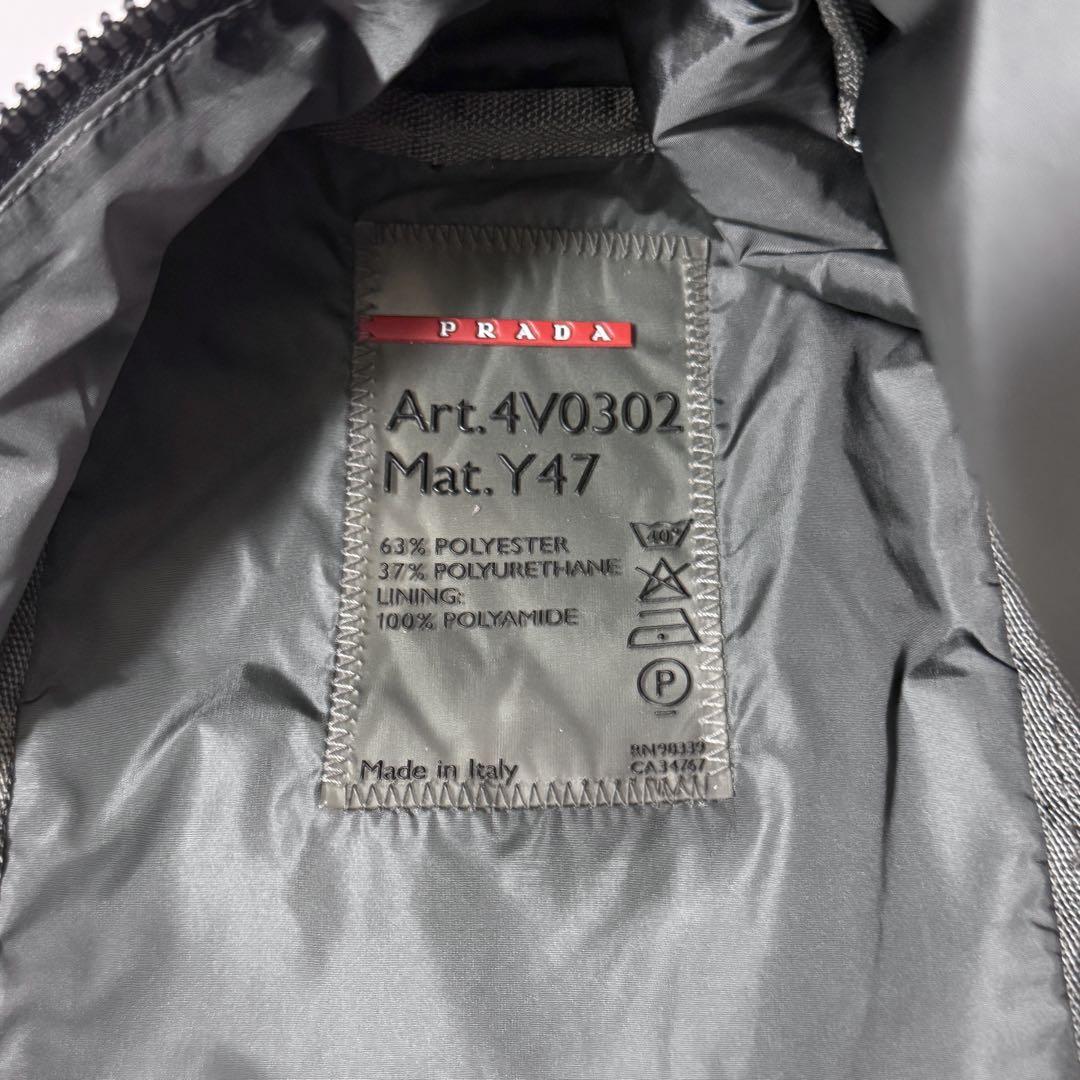 PRADA
Art.4V0302
Mat. Y47
63% POLYESTER
37% POLYURETHANE
LINING:
100% POLYAMIDE
40°
P
Made in Italy
RN98339
CA34767